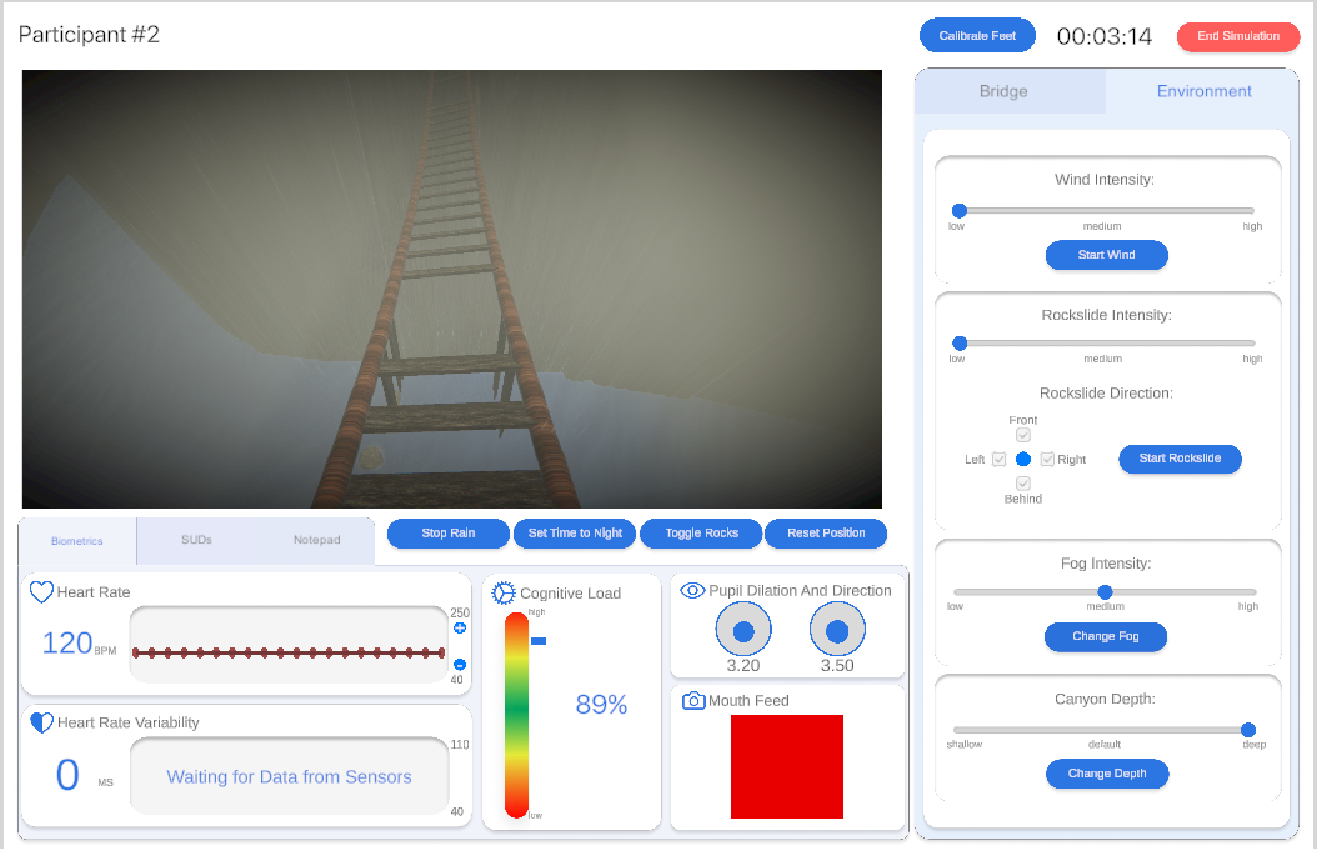 Participant #2
Calibrate Feet
00:03:14
End Simulation
Bridge
Environment
Wind Intensity:
low
medium
high
Start Wind
Rockslide Intensity:
low
medium
high
Rockslide Direction:
Front
Left
Right
Behind
Start Rockslide
Fog Intensity:
low
medium
high
Change Fog
Canyon Depth:
shallow
default
deep
Change Depth
Biometrics
SUDs
Notepad
Stop Rain
Set Time to Night
Toggle Rocks
Reset Position
Heart Rate
120 BPM
250
40
Heart Rate Variability
0 MS
Waiting for Data from Sensors
110
40
Cognitive Load
high
89%
low
Pupil Dilation And Direction
3.20
3.50
Mouth Feed